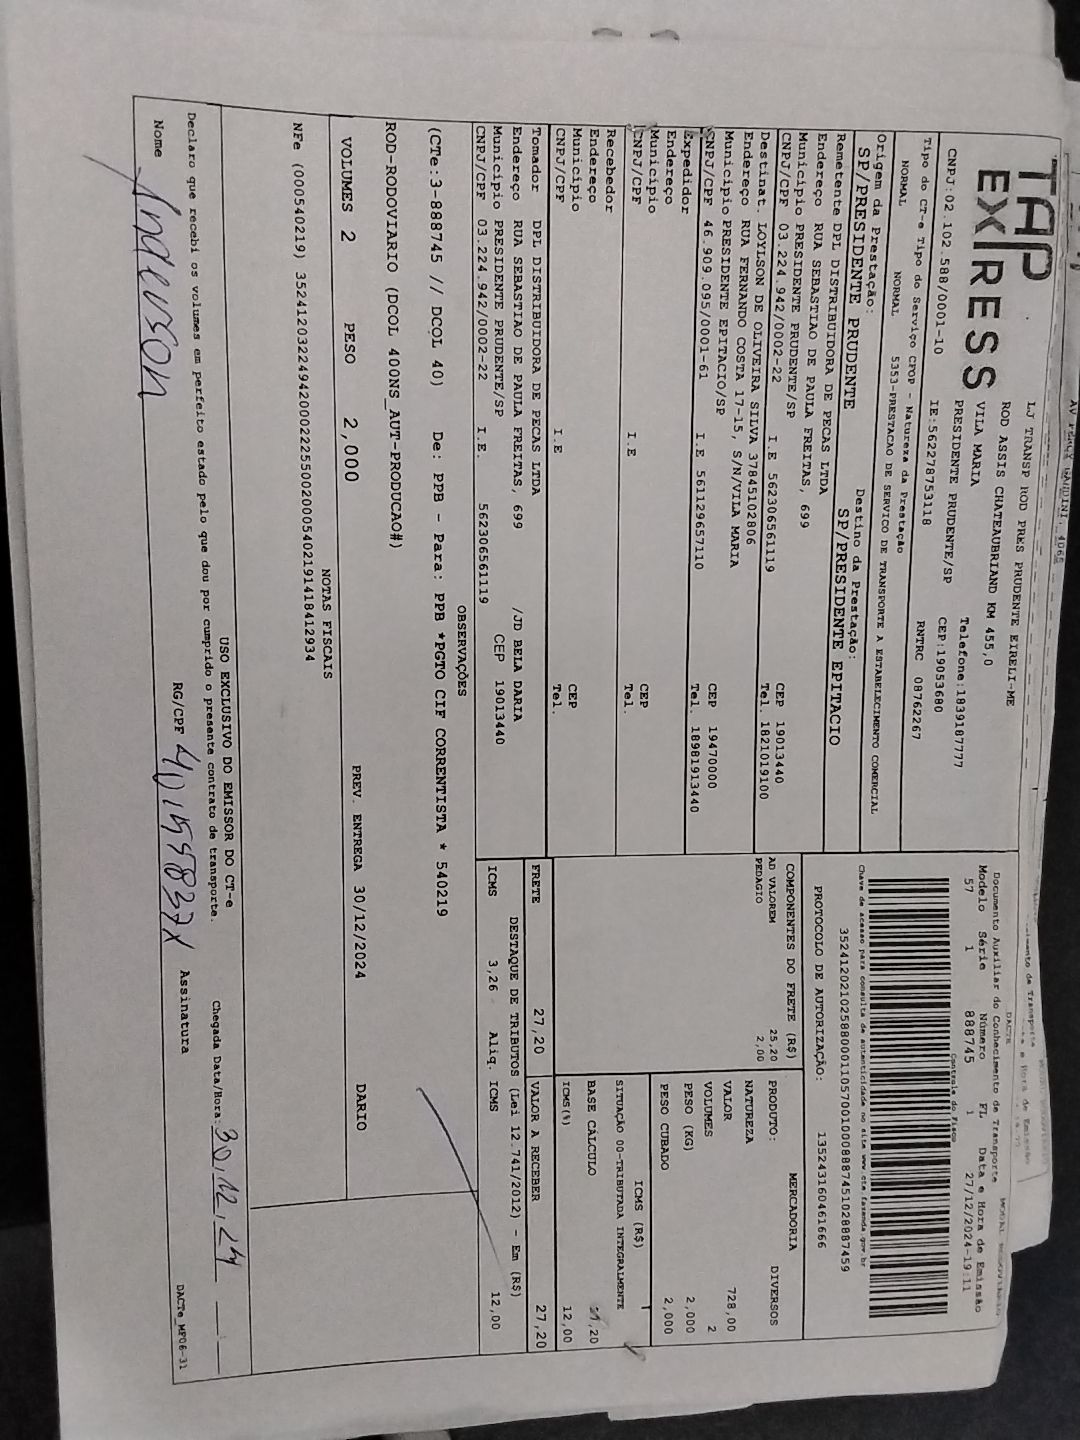 TAP
EXPRESS
LJ TRANSP ROD PRES PRUDENTE EIRELI-ME
ROD ASSIS CHATEAUBRIAND KM 455,0
VILA MARIA
PRESIDENTE PRUDENTE/SP
Telefone:1839187777
CEP:19053680
CNPJ:02.102.588/0001-10
IE:562278753118
RNTRC 08762267
Tipo do CT-e Tipo do Serviço CFOP - Natureza da Prestação
NORMAL NORMAL 5353-PRESTACAO DE SERVICO DE TRANSPORTE A ESTABELECIMENTO COMERCIAL
Origem da Prestação: Destino da Prestação:
SP/PRESIDENTE PRUDENTE SP/PRESIDENTE EPITACIO
Remetente DPL DISTRIBUIDORA DE PECAS LTDA
Endereço RUA SEBASTIAO DE PAULA FREITAS, 699
Município PRESIDENTE PRUDENTE/SP CEP 19013440
CNPJ/CPF 03.224.942/0002-22 I.E 562306561119 Tel. 1821019100
Destinat. LOYLSON DE OLIVEIRA SILVA 37845102806
Endereço RUA FERNANDO COSTA 17-15, S/N/VILA MARIA
Município PRESIDENTE EPITACIO/SP CEP 19470000
CNPJ/CPF 46.909.095/0001-61 I.E 561129657110 Tel. 18981913440
Expedidor
Endereço
Município CEP
CNPJ/CPF I.E Tel.
Recebedor
Endereço
Município CEP
CNPJ/CPF I.E Tel.
Tomador DPL DISTRIBUIDORA DE PECAS LTDA
Endereço RUA SEBASTIAO DE PAULA FREITAS, 699 /JD BELA DARIA
Município PRESIDENTE PRUDENTE/SP CEP 19013440
CNPJ/CPF 03.224.942/0002-22 I.E. 562306561119
Documento Auxiliar do Conhecimento de Transporte
Modelo Série Número FL Data e Hora de Emissão
57 1 888745 1 27/12/2024-19:11
Controle do Fisco
Chave de acesso para consulta de autenticidade no site www.cte.fazenda.gov.br
35241202102588000110570010008887451028887459
PROTOCOLO DE AUTORIZAÇÃO: 135243160461666
COMPONENTES DO FRETE (R$)
AD VALOREM 25,20
PEDAGIO 2,00
MERCADORIA
PRODUTO: DIVERSOS
NATUREZA
VALOR 728,00
VOLUMES 2
PESO (KG) 2,000
PESO CUBADO 2,000
ICMS (R$)
SITUAÇÃO 00-TRIBUTADA INTEGRALMENTE
BASE CÁLCULO
ICMS(%) 12,00
FRETE 27,20 VALOR A RECEBER 27,20
DESTAQUE DE TRIBUTOS (Lei 12.741/2012) - Em (R$)
ICMS 3,26 Aliq. ICMS 12,00
OBSERVAÇÕES
(CTe:3-888745 // DCOL 40) De: PPB - Para: PPB *PGTO CIF CORRENTISTA * 540219
ROD-RODOVIARIO (DCOL 400NS_AUT-PRODUCAO#)
VOLUMES 2 PESO 2,000 PREV. ENTREGA 30/12/2024 DARIO
NOTAS FISCAIS
NFe (000540219) 35241203224942000222550020005402191418412934
USO EXCLUSIVO DO EMISSOR DO CT-e
Declaro que recebi os volumes em perfeito estado pelo que dou por cumprido o presente contrato de transporte.
Chegada Data/Hora: 30/12/24
Nome Anderson RG/CPF Assinatura
DACTe_MP06-31